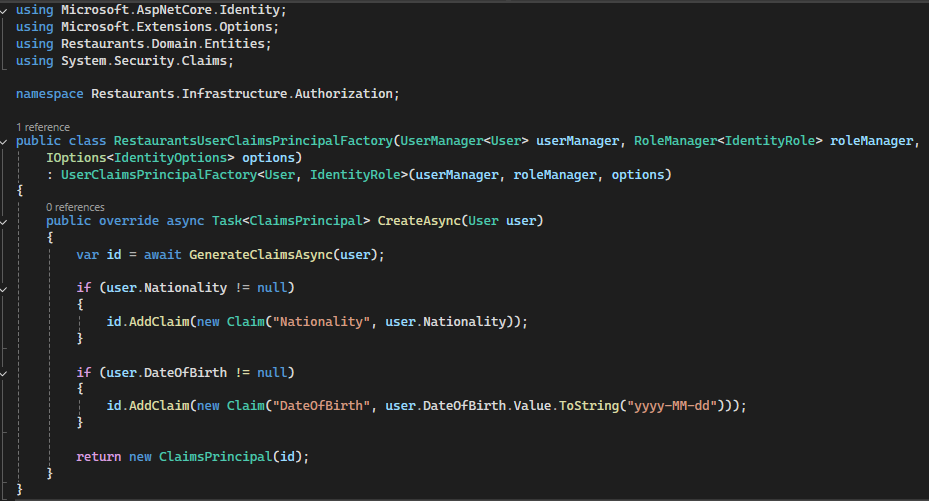 using Microsoft.AspNetCore.Identity;
using Microsoft.Extensions.Options;
using Restaurants.Domain.Entities;
using System.Security.Claims;
namespace Restaurants.Infrastructure.Authorization;
1 reference
public class RestaurantsUserClaimsPrincipalFactory(UserManager<User> userManager, RoleManager<IdentityRole> roleManager,
    IOptions<IdentityOptions> options)
    : UserClaimsPrincipalFactory<User, IdentityRole>(userManager, roleManager, options)
{
    0 references
    public override async Task<ClaimsPrincipal> CreateAsync(User user)
    {
        var id = await GenerateClaimsAsync(user);
        if (user.Nationality != null)
        {
            id.AddClaim(new Claim("Nationality", user.Nationality));
        }
        if (user.DateOfBirth != null)
        {
            id.AddClaim(new Claim("DateOfBirth", user.DateOfBirth.Value.ToString("yyyy-MM-dd")));
        }
        return new ClaimsPrincipal(id);
    }
}